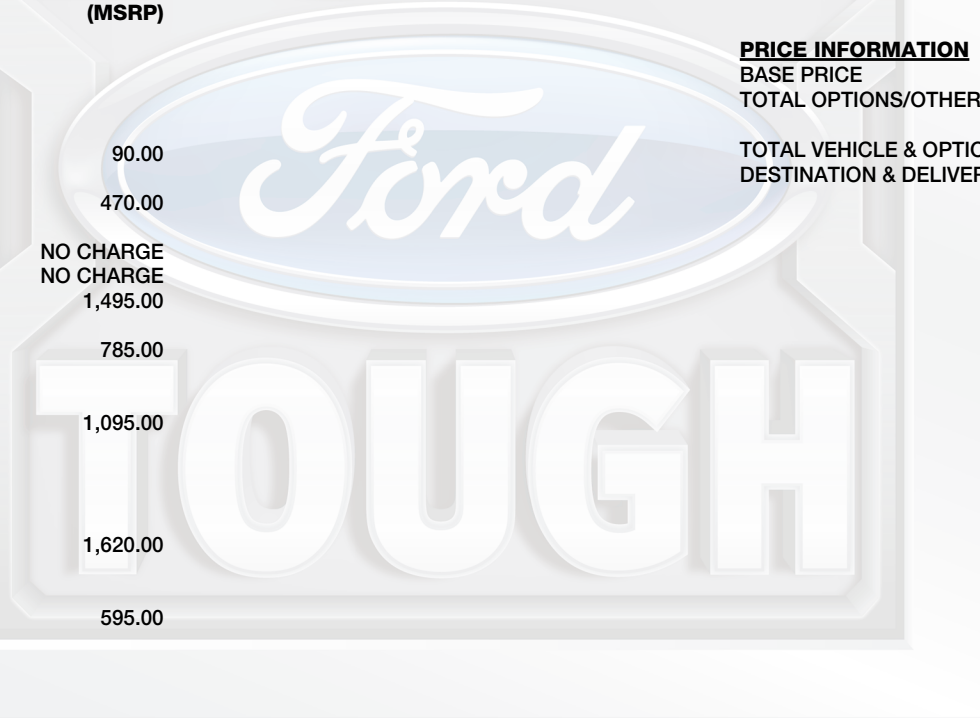 (MSRP)
90.00
470.00
NO CHARGE
NO CHARGE
1,495.00
785.00
1,095.00
1,620.00
595.00
PRICE INFORMATION
BASE PRICE
TOTAL OPTIONS/OTHER
TOTAL VEHICLE & OPTIO
DESTINATION & DELIVER
Ford
TOUGH